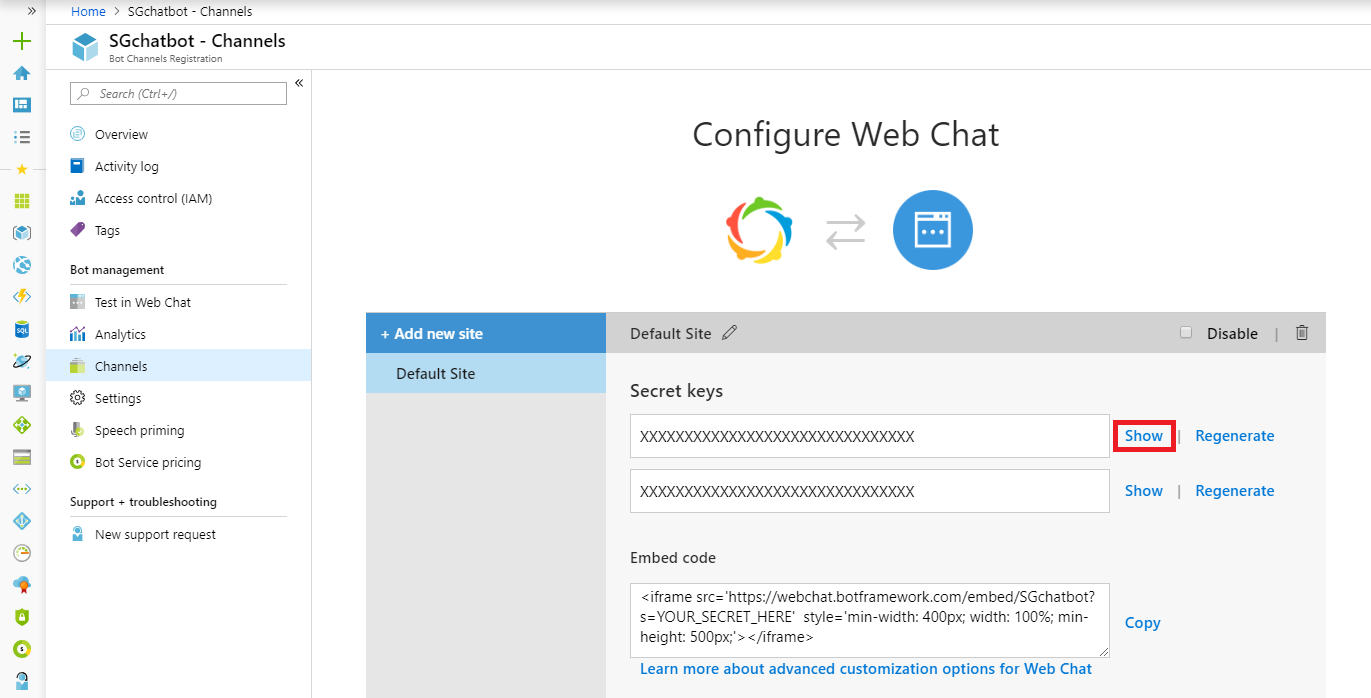 Home > SGchatbot - Channels
SGchatbot - Channels
Bot Channels Registration
Search (Ctrl+/)
Overview
Activity log
Access control (IAM)
Tags
Bot management
Test in Web Chat
Analytics
Channels
Settings
Speech priming
Bot Service pricing
Support + troubleshooting
New support request
SQL
Configure Web Chat
+ Add new site
Default Site
Default Site
Disable |
Secret keys
XXXXXXXXXXXXXXXXXXXXXXXXXXXXXXX
Show | Regenerate
XXXXXXXXXXXXXXXXXXXXXXXXXXXXXXX
Show | Regenerate
Embed code
<iframe src='https://webchat.botframework.com/embed/SGchatbot?
s=YOUR_SECRET_HERE'  style='min-width: 400px; width: 100%; min-
height: 500px;'></iframe>
Copy
Learn more about advanced customization options for Web Chat